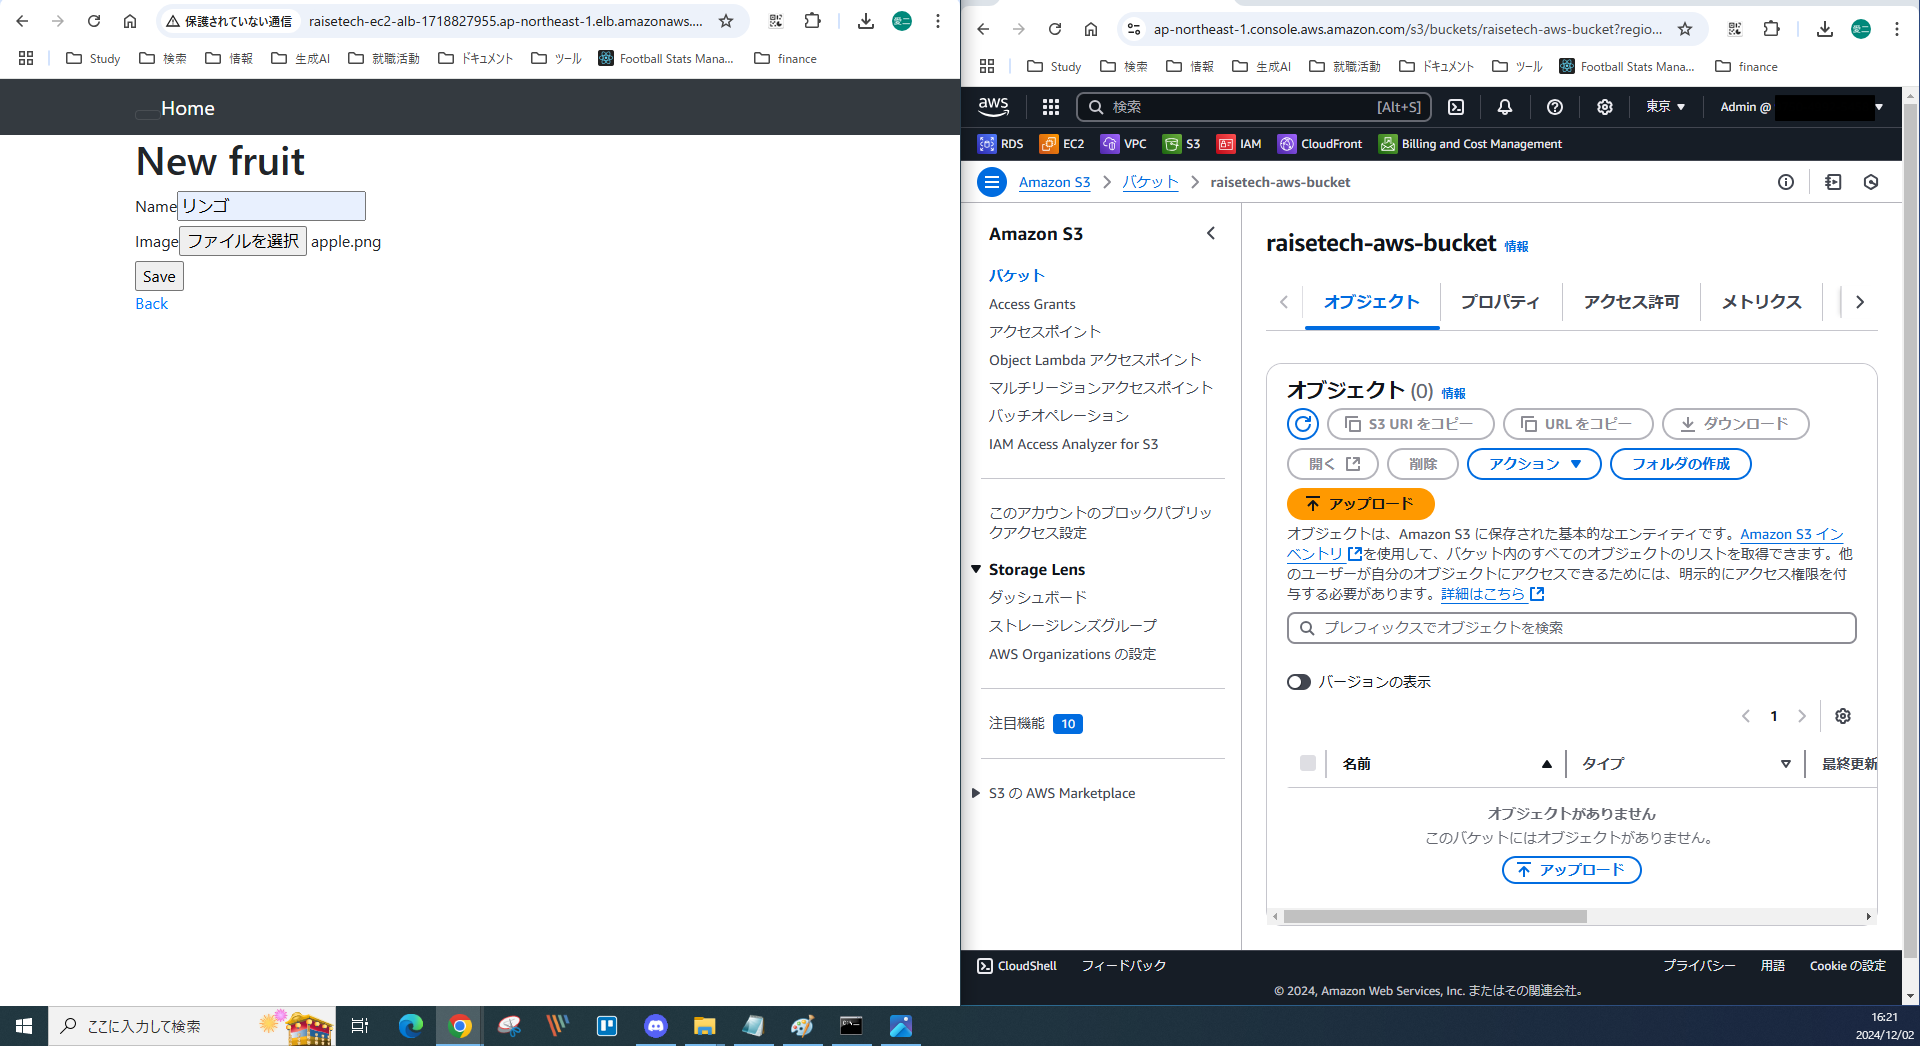 保護されていない通信 raisetech-ec2-alb-1718827955.ap-northeast-1.elb.amazonaws....
愛二
Study 検索 情報 生成AI 就職活動 ドキュメント ツール Football Stats Mana... finance
Home
New fruit
Name リンゴ
Image ファイルを選択 apple.png
Save
Back
ap-northeast-1.console.aws.amazon.com/s3/buckets/raisetech-aws-bucket?regio...
愛二
Study 検索 情報 生成AI 就職活動 ドキュメント ツール Football Stats Mana... finance
aws 検索 [Alt+S] 東京 ▼ Admin @ ▼
RDS EC2 VPC S3 IAM CloudFront Billing and Cost Management
Amazon S3 > バケット > raisetech-aws-bucket
Amazon S3
バケット
Access Grants
アクセスポイント
Object Lambda アクセスポイント
マルチリージョンアクセスポイント
バッチオペレーション
IAM Access Analyzer for S3
このアカウントのブロックパブリッ
クアクセス設定
Storage Lens
ダッシュボード
ストレージレンズグループ
AWS Organizations の設定
注目機能 10
S3 の AWS Marketplace
raisetech-aws-bucket 情報
オブジェクト プロパティ アクセス許可 メトリクス
オブジェクト (0) 情報
S3 URI をコピー URL をコピー ダウンロード
開く 削除 アクション ▼ フォルダの作成
アップロード
オブジェクトは、Amazon S3 に保存された基本的なエンティティです。Amazon S3 イン
ベントリ を使用して、バケット内のすべてのオブジェクトのリストを取得できます。他
のユーザーが自分のオブジェクトにアクセスできるためには、明示的にアクセス権限を付
与する必要があります。詳細はこちら
プレフィックスでオブジェクトを検索
バージョンの表示
1
名前 タイプ 最終更新
オブジェクトがありません
このバケットにはオブジェクトがありません。
アップロード
CloudShell フィードバック プライバシー 用語 Cookie の設定
© 2024, Amazon Web Services, Inc. またはその関連会社。
ここに入力して検索
16:21
2024/12/02